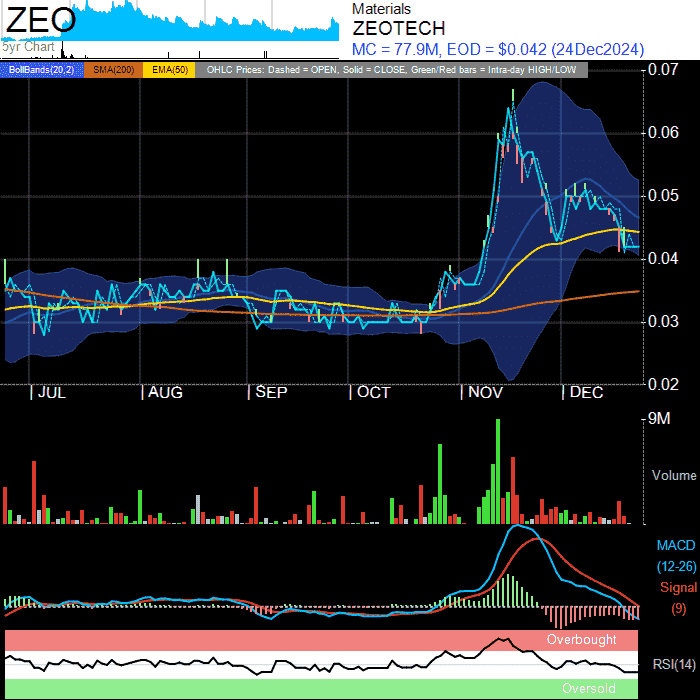 ZEO
5yr Chart
Materials
ZEOTECH
MC = 77.9M, EOD = $0.042 (24Dec2024)
BollBands(20,2) SMA(200) EMA(50) OHLC Prices: Dashed = OPEN, Solid = CLOSE, Green/Red bars = Intra-day HIGH/LOW
0.07
0.06
0.05
0.04
0.03
0.02
| JUL | AUG | SEP | OCT | NOV | DEC
9M
Volume
MACD
(12-26)
Signal
(9)
Overbought
RSI(14)
Oversold